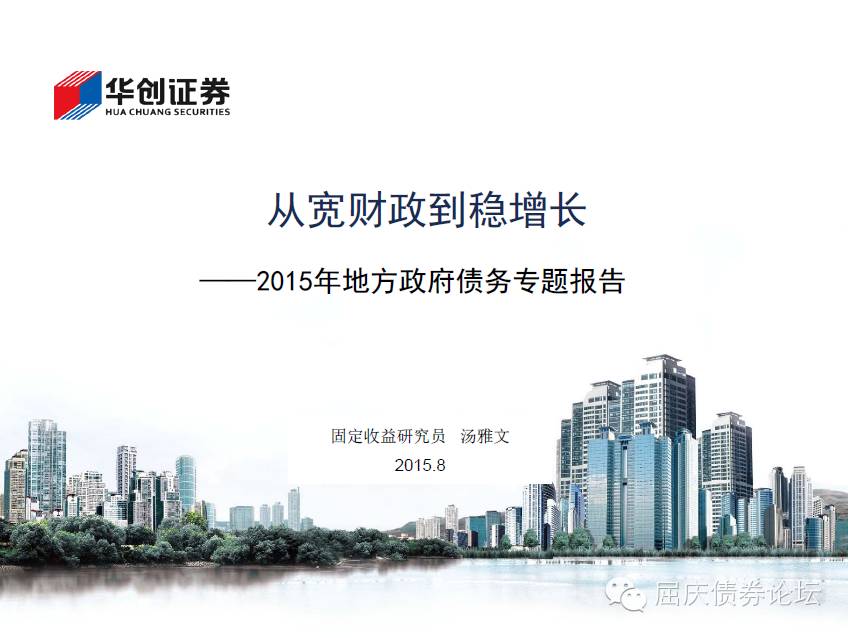 华创证券
HUA CHUANG SECURITIES
从宽财政到稳增长
——2015年地方政府债务专题报告
固定收益研究员 汤雅文
2015.8
屈庆债券论坛